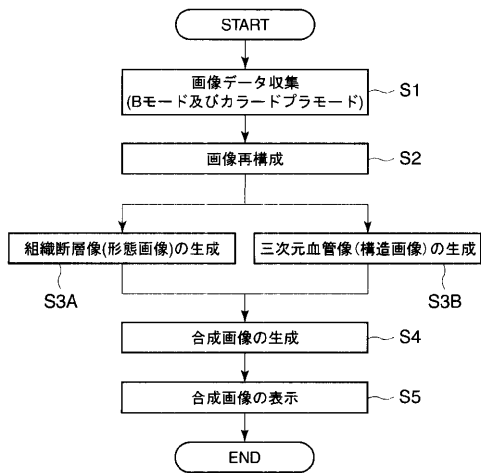 START
画像データ収集
(Bモード及びカラードプラモード)
S1
画像再構成
S2
組織断層像(形態画像)の生成
三次元血管像(構造画像)の生成
S3A
S3B
合成画像の生成
S4
合成画像の表示
S5
END